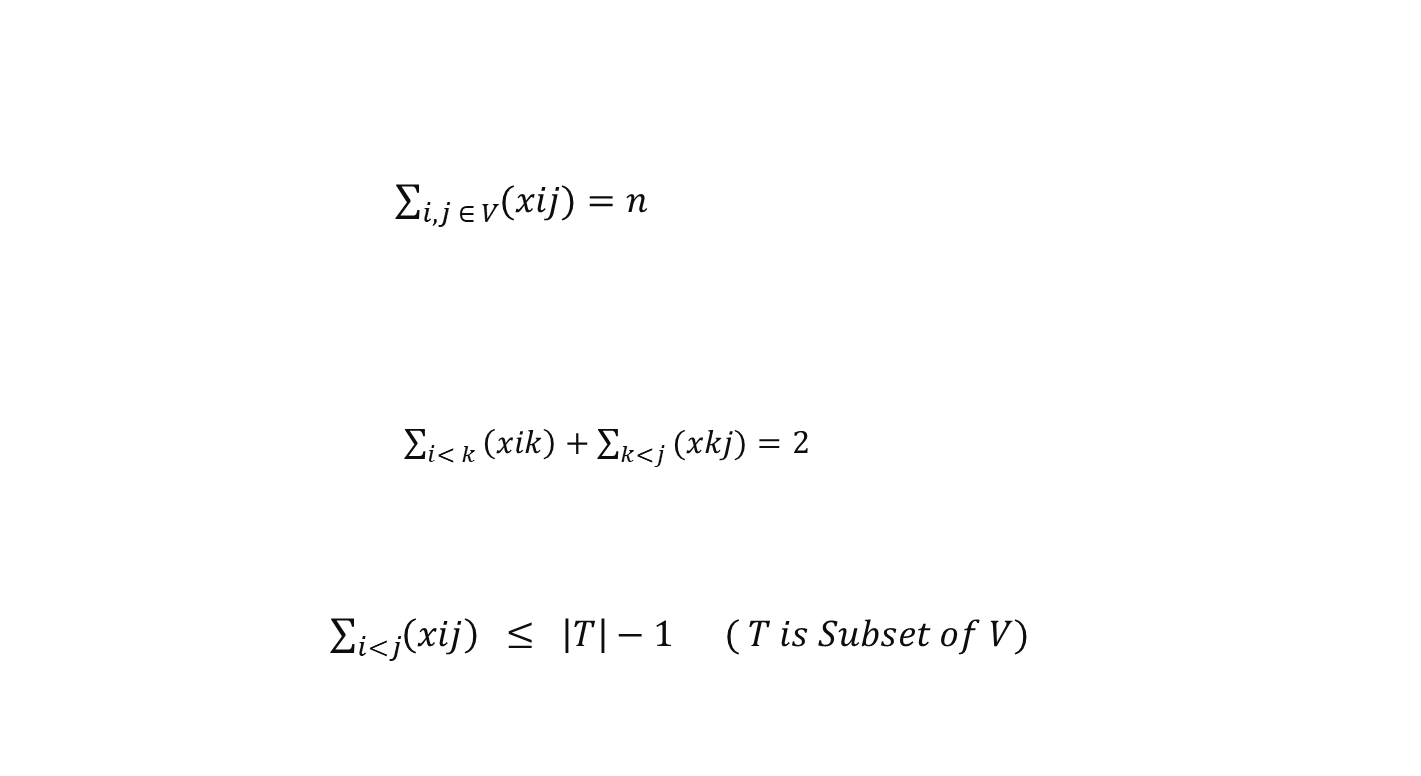 ∑i,j ∈ V(xij) = n
∑i< k (xik) + ∑k<j (xkj) = 2
∑i<j(xij) ≤ |T| − 1 ( T is Subset of V)